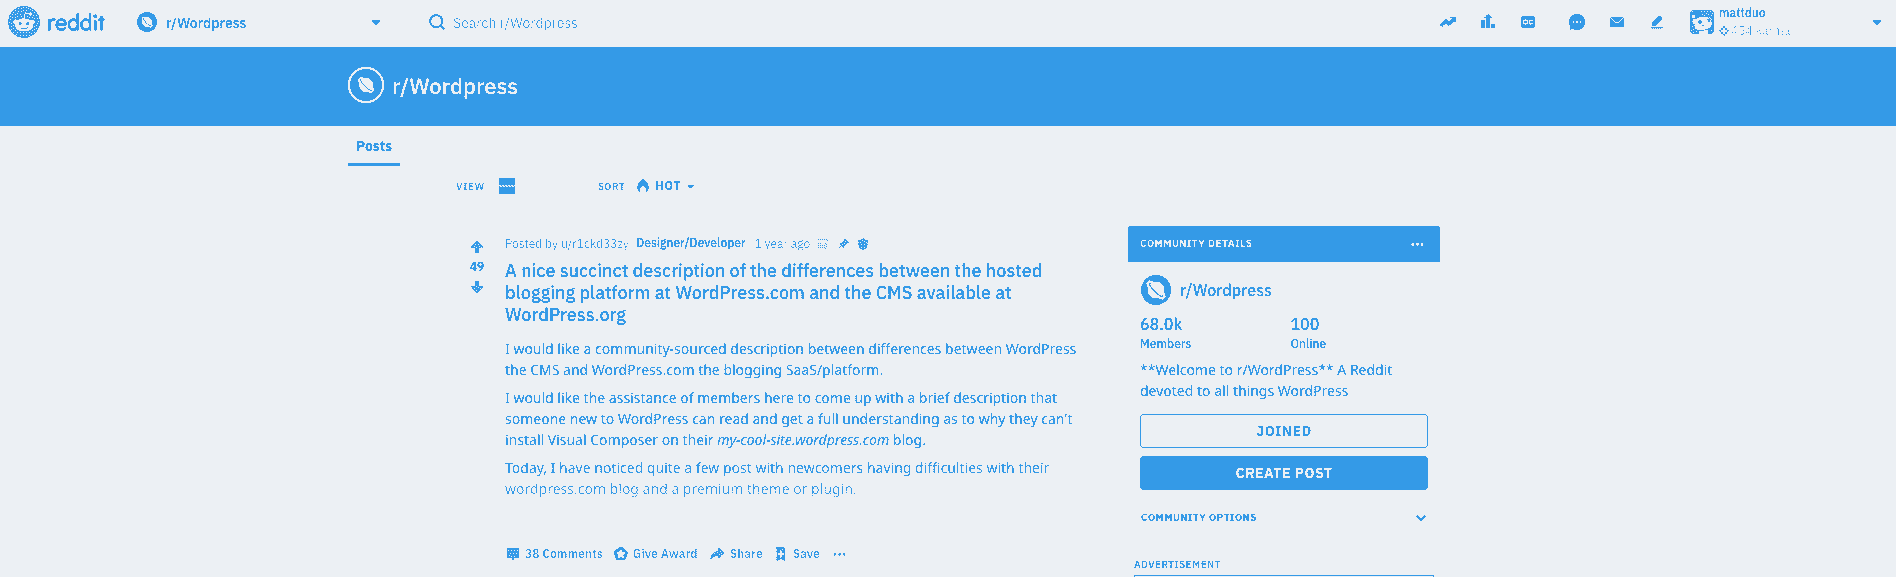 reddit r/Wordpress Search r/Wordpress mattduo
r/Wordpress
Posts
VIEW SORT HOT
Posted by u/r1ckd33zy Designer/Developer 1 year ago
49
A nice succinct description of the differences between the hosted
blogging platform at WordPress.com and the CMS available at
WordPress.org
I would like a community-sourced description between differences between WordPress
the CMS and WordPress.com the blogging SaaS/platform.
I would like the assistance of members here to come up with a brief description that
someone new to WordPress can read and get a full understanding as to why they can't
install Visual Composer on their my-cool-site.wordpress.com blog.
Today, I have noticed quite a few post with newcomers having difficulties with their
wordpress.com blog and a premium theme or plugin.
38 Comments Give Award Share Save
COMMUNITY DETAILS
r/Wordpress
68.0k 100
Members Online
**Welcome to r/WordPress** A Reddit
devoted to all things WordPress
JOINED
CREATE POST
COMMUNITY OPTIONS
ADVERTISEMENT